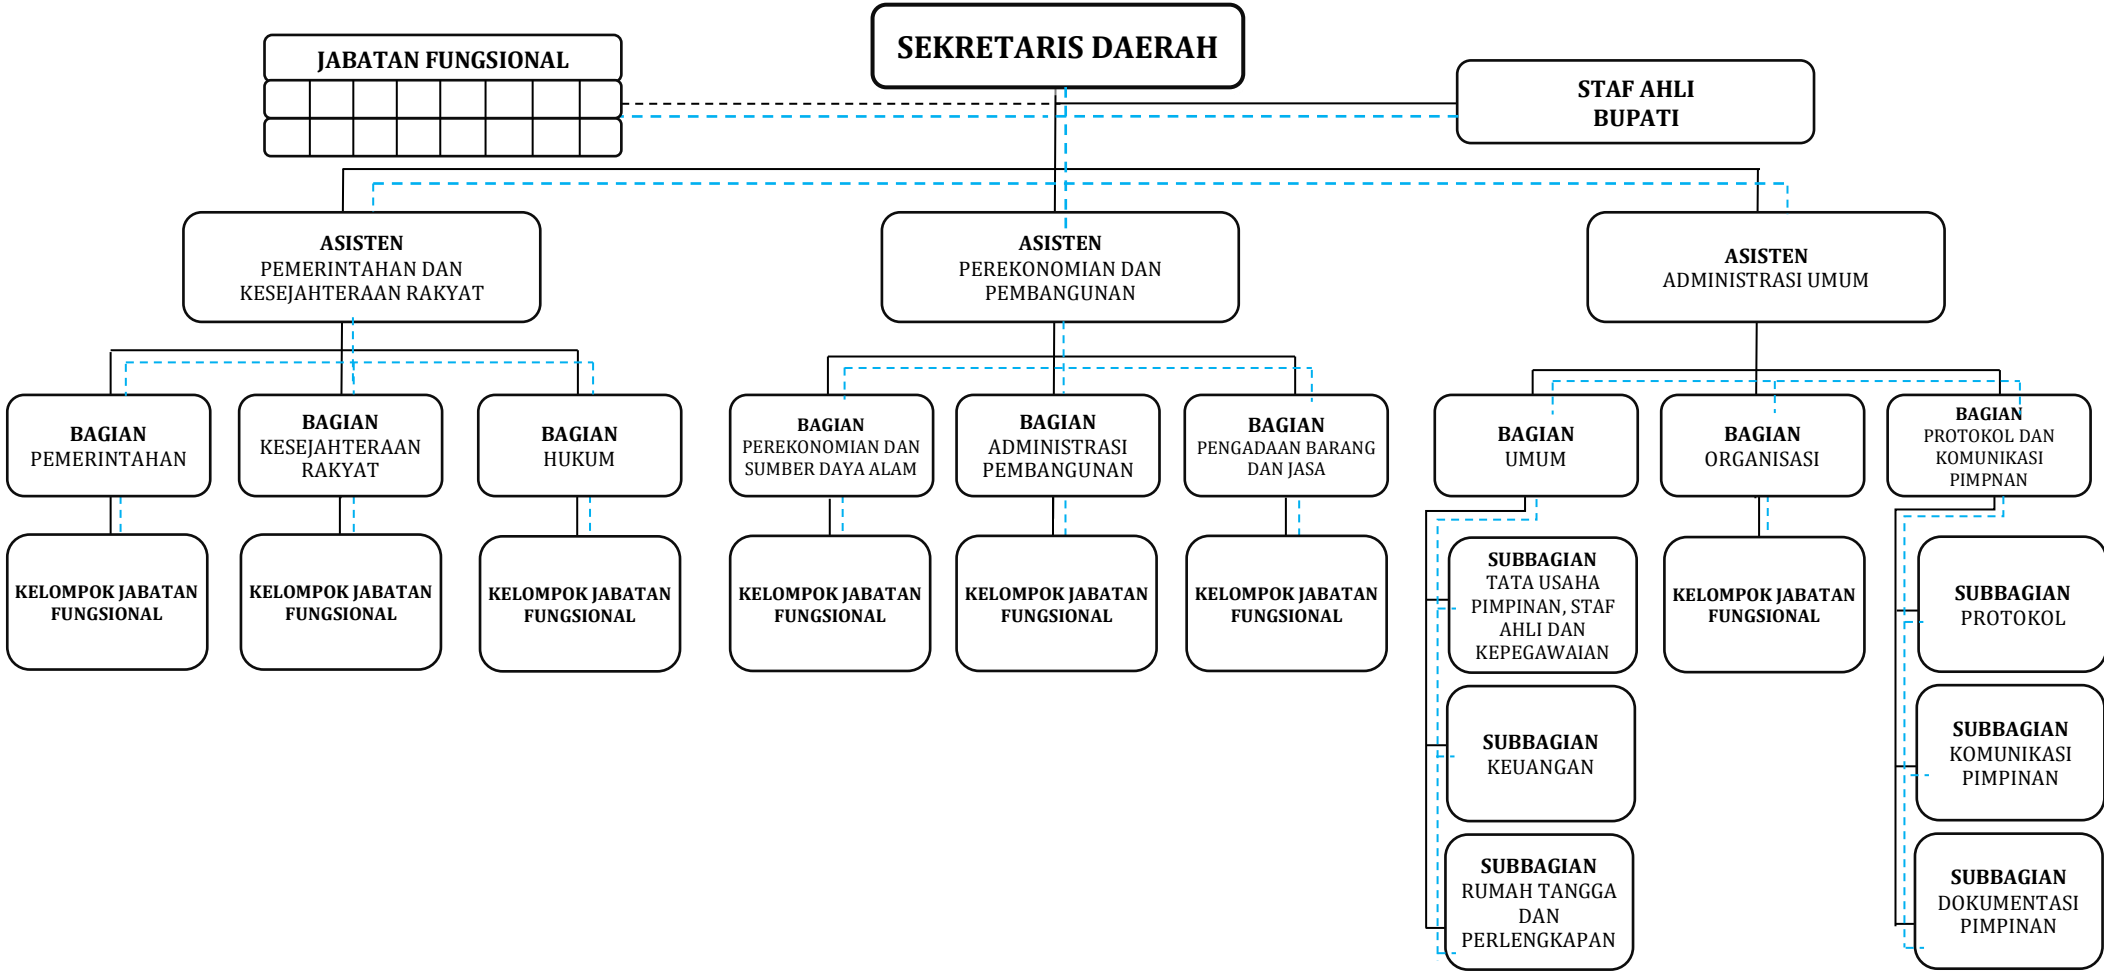 SEKRETARIS DAERAH
JABATAN FUNGSIONAL
STAF AHLI
BUPATI
ASISTEN
PEMERINTAHAN DAN
KESEJAHTERAAN RAKYAT
ASISTEN
PEREKONOMIAN DAN
PEMBANGUNAN
ASISTEN
ADMINISTRASI UMUM
BAGIAN
PEMERINTAHAN
BAGIAN
KESEJAHTERAAN
RAKYAT
BAGIAN
HUKUM
BAGIAN
PEREKONOMIAN DAN
SUMBER DAYA ALAM
BAGIAN
ADMINISTRASI
PEMBANGUNAN
BAGIAN
PENGADAAN BARANG
DAN JASA
BAGIAN
UMUM
BAGIAN
ORGANISASI
BAGIAN
PROTOKOL DAN
KOMUNIKASI
PIMPNAN
KELOMPOK JABATAN
FUNGSIONAL
KELOMPOK JABATAN
FUNGSIONAL
KELOMPOK JABATAN
FUNGSIONAL
KELOMPOK JABATAN
FUNGSIONAL
KELOMPOK JABATAN
FUNGSIONAL
KELOMPOK JABATAN
FUNGSIONAL
SUBBAGIAN
TATA USAHA
PIMPINAN, STAF
AHLI DAN
KEPEGAWAIAN
KELOMPOK JABATAN
FUNGSIONAL
SUBBAGIAN
PROTOKOL
SUBBAGIAN
KEUANGAN
SUBBAGIAN
KOMUNIKASI
PIMPINAN
SUBBAGIAN
RUMAH TANGGA
DAN
PERLENGKAPAN
SUBBAGIAN
DOKUMENTASI
PIMPINAN